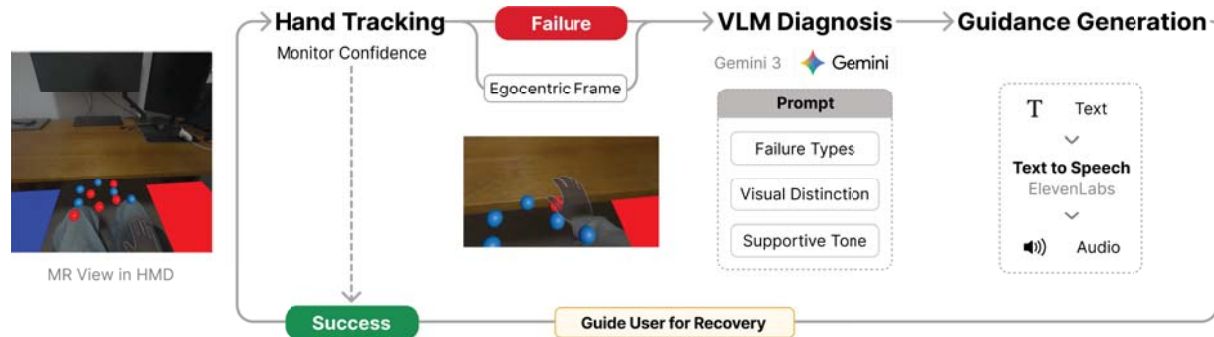 Hand Tracking
Monitor Confidence
Failure
Egocentric Frame
VLM Diagnosis
Gemini 3
Gemini
Prompt
Failure Types
Visual Distinction
Supportive Tone
Guidance Generation
T
Text
Text to Speech
ElevenLabs
Audio
MR View in HMD
Success
Guide User for Recovery